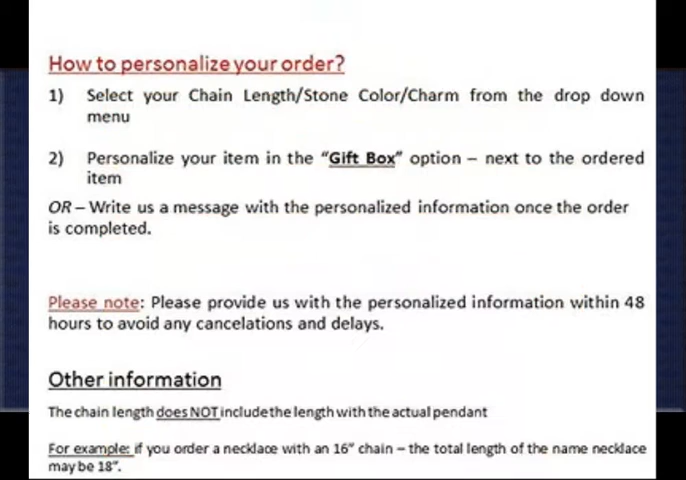 How to personalize your order?
1) Select your Chain Length/Stone Color/Charm from the drop down
menu
2) Personalize your item in the “Gift Box” option – next to the ordered
item
OR – Write us a message with the personalized information once the order
is completed.
Please note: Please provide us with the personalized information within 48
hours to avoid any cancelations and delays.
Other information
The chain length does NOT include the length with the actual pendant
For example: if you order a necklace with an 16” chain – the total length of the name necklace
may be 18”.